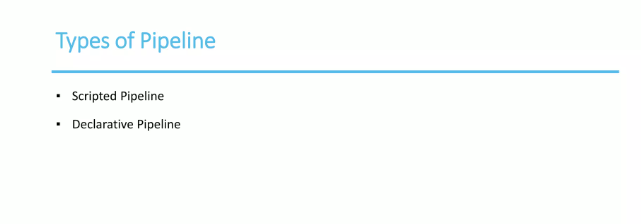 Types of Pipeline
▪ Scripted Pipeline
▪ Declarative Pipeline